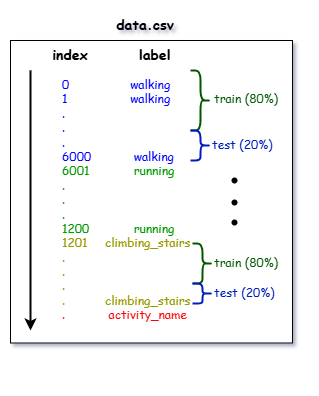 data.csv
index label
0 walking
1 walking
.
train (80%)
.
.
test (20%)
6000 walking
6001 running
.
.
.
1200 running
1201 climbing_stairs
.
train (80%)
.
.
test (20%)
. climbing_stairs
. activity_name